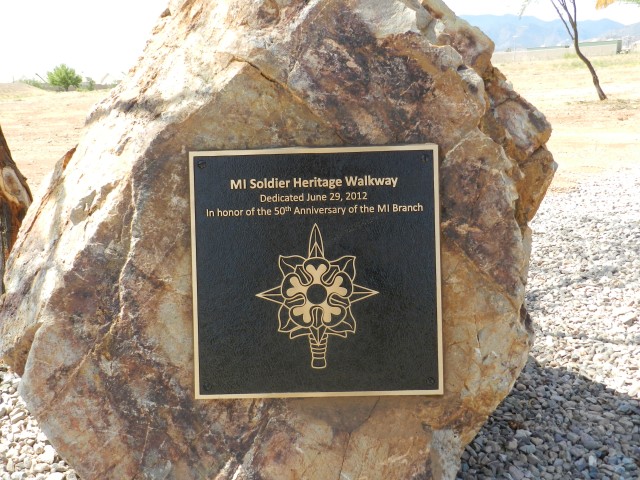 MI Soldier Heritage Walkway
Dedicated June 29, 2012
In honor of the 50th Anniversary of the MI Branch